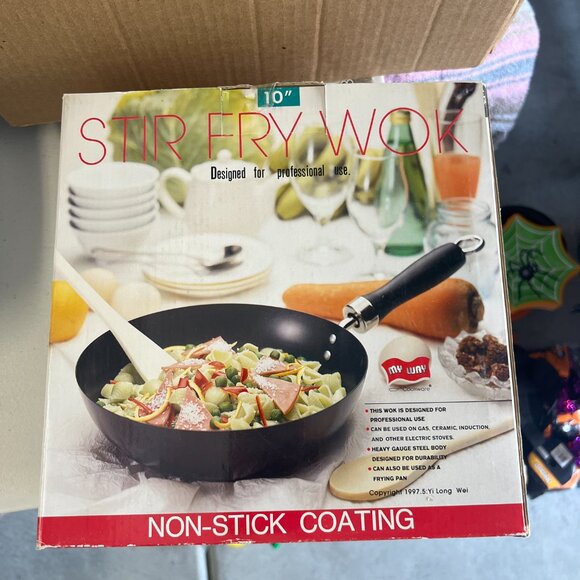 10"
STIR FRY WOK
Designed for professional use.
MY WAY
Cookware
• THIS WOK IS DESIGNED FOR
PROFESSIONAL USE
• CAN BE USED ON GAS, CERAMIC, INDUCTION,
AND OTHER ELECTRIC STOVES.
• HEAVY GAUGE STEEL BODY
DESIGNED FOR DURABILITY
• CAN ALSO BE USED AS A
FRYING PAN
Copyright 1997.5.Yi Long Wei
NON-STICK COATING